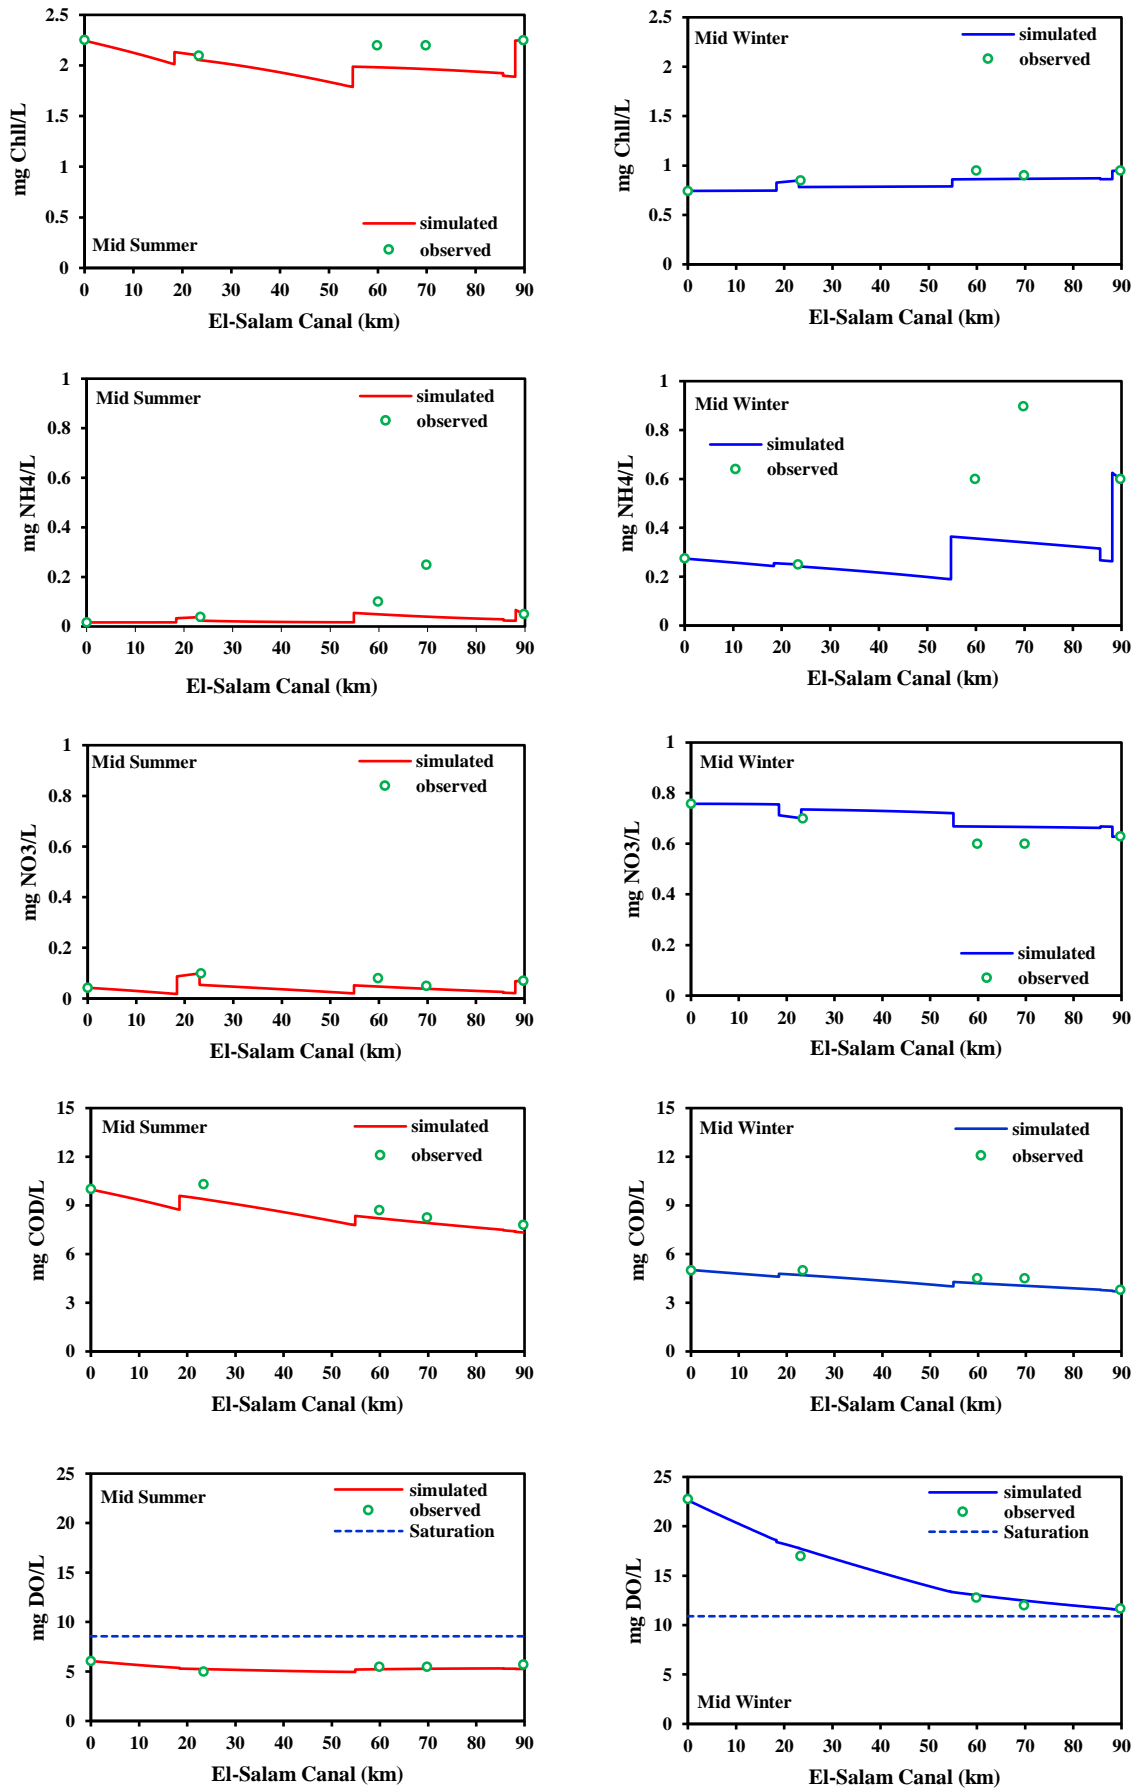 2.5
2
1.5
1
0.5
0
mg Chll/L
simulated
observed
Mid Summer
0 10 20 30 40 50 60 70 80 90
El-Salam Canal (km)
2.5
2
1.5
1
0.5
0
mg Chll/L
Mid Winter
simulated
observed
0 10 20 30 40 50 60 70 80 90
El-Salam Canal (km)
1
0.8
0.6
0.4
0.2
0
mg NH4/L
Mid Summer
simulated
observed
0 10 20 30 40 50 60 70 80 90
El-Salam Canal (km)
1
0.8
0.6
0.4
0.2
0
mg NH4/L
Mid Winter
simulated
observed
0 10 20 30 40 50 60 70 80 90
El-Salam Canal (km)
1
0.8
0.6
0.4
0.2
0
mg NO3/L
Mid Summer
simulated
observed
0 10 20 30 40 50 60 70 80 90
El-Salam Canal (km)
1
0.8
0.6
0.4
0.2
0
mg NO3/L
Mid Winter
simulated
observed
0 10 20 30 40 50 60 70 80 90
El-Salam Canal (km)
15
12
9
6
3
0
mg COD/L
Mid Summer
simulated
observed
0 10 20 30 40 50 60 70 80 90
El-Salam Canal (km)
15
12
9
6
3
0
mg COD/L
Mid Winter
simulated
observed
0 10 20 30 40 50 60 70 80 90
El-Salam Canal (km)
25
20
15
10
5
0
mg DO/L
Mid Summer
simulated
observed
Saturation
0 10 20 30 40 50 60 70 80 90
El-Salam Canal (km)
25
20
15
10
5
0
mg DO/L
simulated
observed
Saturation
Mid Winter
0 10 20 30 40 50 60 70 80 90
El-Salam Canal (km)